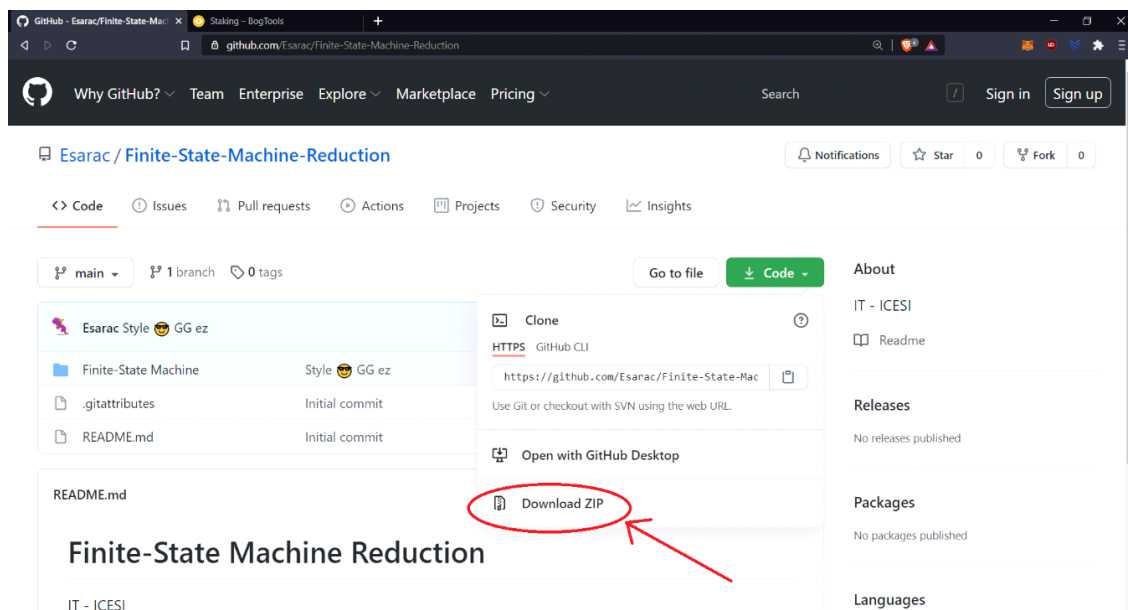 GitHub - Esarac/Finite-State-Mac
Staking – BogTools
github.com/Esarac/Finite-State-Machine-Reduction
Why GitHub? Team Enterprise Explore Marketplace Pricing Search / Sign in Sign up
Esarac / Finite-State-Machine-Reduction
Notifications Star 0 Fork 0
<> Code Issues Pull requests Actions Projects Security Insights
main 1 branch 0 tags Go to file Code
About
Esarac Style 😎 GG ez
Clone
IT - ICESI
HTTPS GitHub CLI
Readme
Finite-State Machine Style 😎 GG ez
https://github.com/Esarac/Finite-State-Mac
.gitattributes Initial commit
Use Git or checkout with SVN using the web URL.
Releases
README.md Initial commit
No releases published
Open with GitHub Desktop
README.md
Download ZIP
Packages
No packages published
Finite-State Machine Reduction
Languages
IT - ICESI